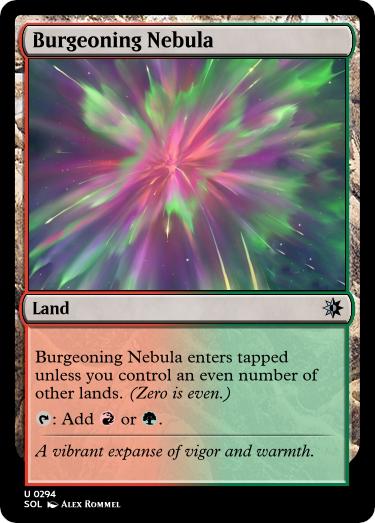 Burgeoning Nebula
Land
Burgeoning Nebula enters tapped
unless you control an even number of
other lands. (Zero is even.)
: Add or .
A vibrant expanse of vigor and warmth.
U 0294
SOL Alex Rommel